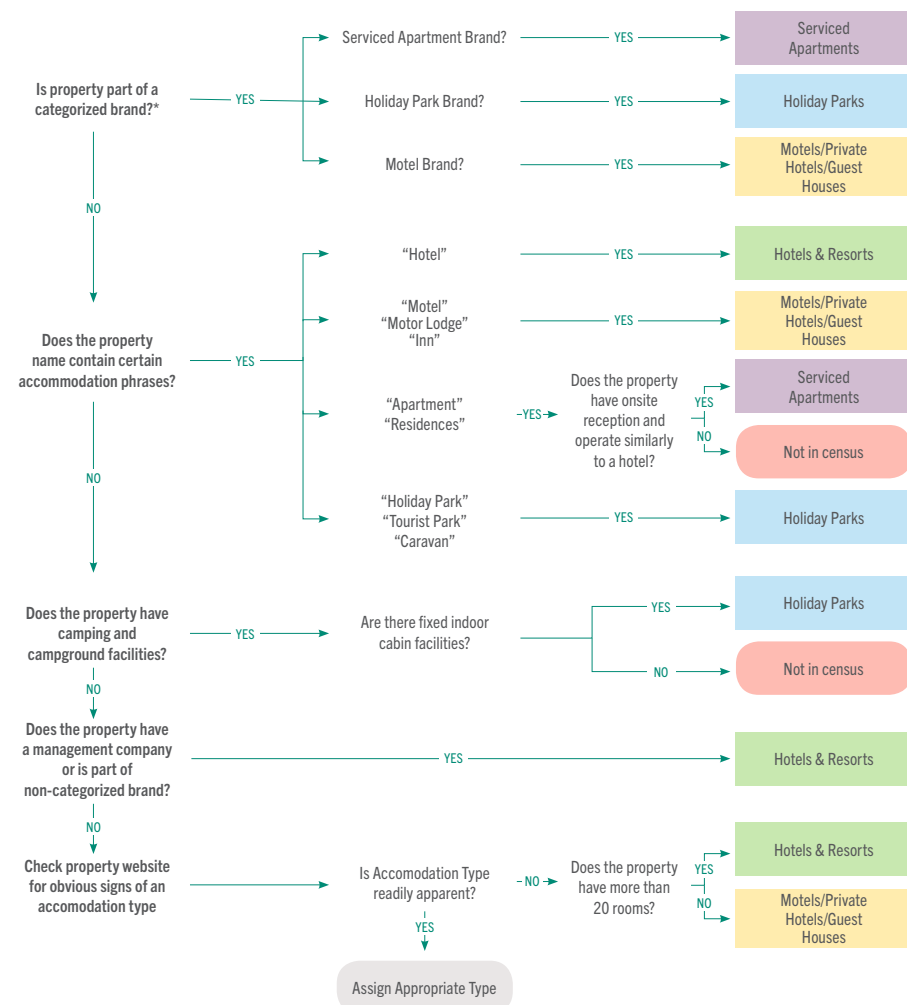 Is property part of a
categorized brand?*
YES
Serviced Apartment Brand?
YES
Serviced
Apartments
Holiday Park Brand?
YES
Holiday Parks
Motel Brand?
YES
Motels/Private
Hotels/Guest
Houses
NO
Does the property
name contain certain
accommodation phrases?
YES
“Hotel”
YES
Hotels & Resorts
“Motel”
“Motor Lodge”
“Inn”
YES
Motels/Private
Hotels/Guest
Houses
“Apartment”
“Residences”
YES
Does the property
have onsite
reception and
operate similarly
to a hotel?
YES
Serviced
Apartments
NO
Not in census
“Holiday Park”
“Tourist Park”
“Caravan”
YES
Holiday Parks
NO
Does the property have
camping and
campground facilities?
YES
Are there fixed indoor
cabin facilities?
YES
Holiday Parks
NO
Not in census
NO
Does the property have
a management company
or is part of
non-categorized brand?
YES
Hotels & Resorts
NO
Check property website
for obvious signs of an
accomodation type
Is Accomodation Type
readily apparent?
NO
Does the property
have more than
20 rooms?
YES
Hotels & Resorts
NO
Motels/Private
Hotels/Guest
Houses
YES
Assign Appropriate Type